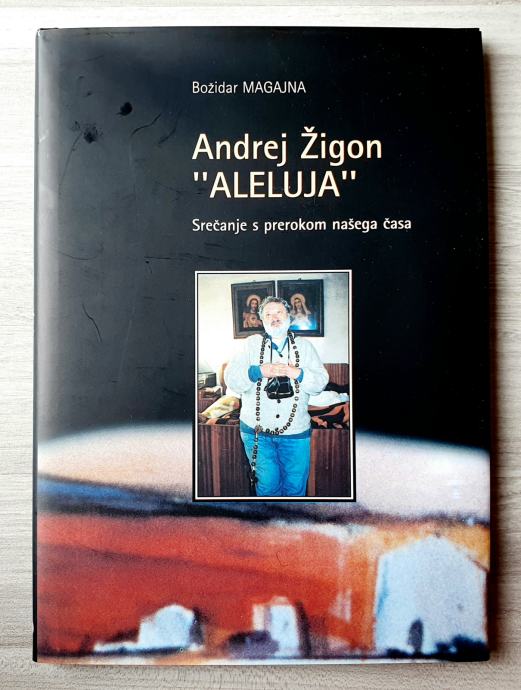 Božidar MAGAJNA
Andrej Žigon
"ALELUJA"
Srečanje s prerokom našega časa